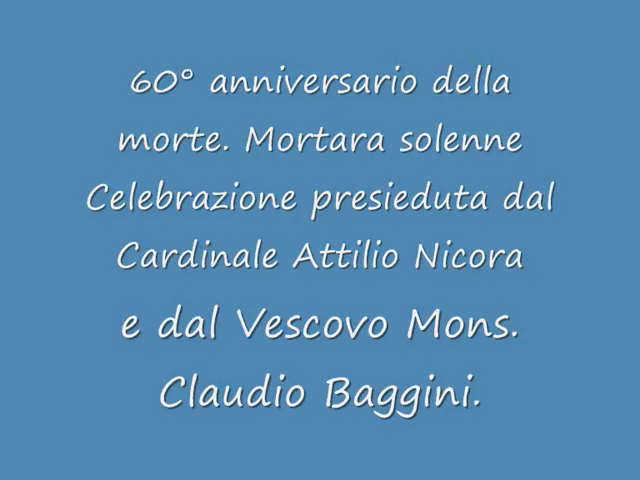 60° anniversario della
morte. Mortara solenne
Celebrazione presieduta dal
Cardinale Attilio Nicora
e dal Vescovo Mons.
Claudio Baggini.